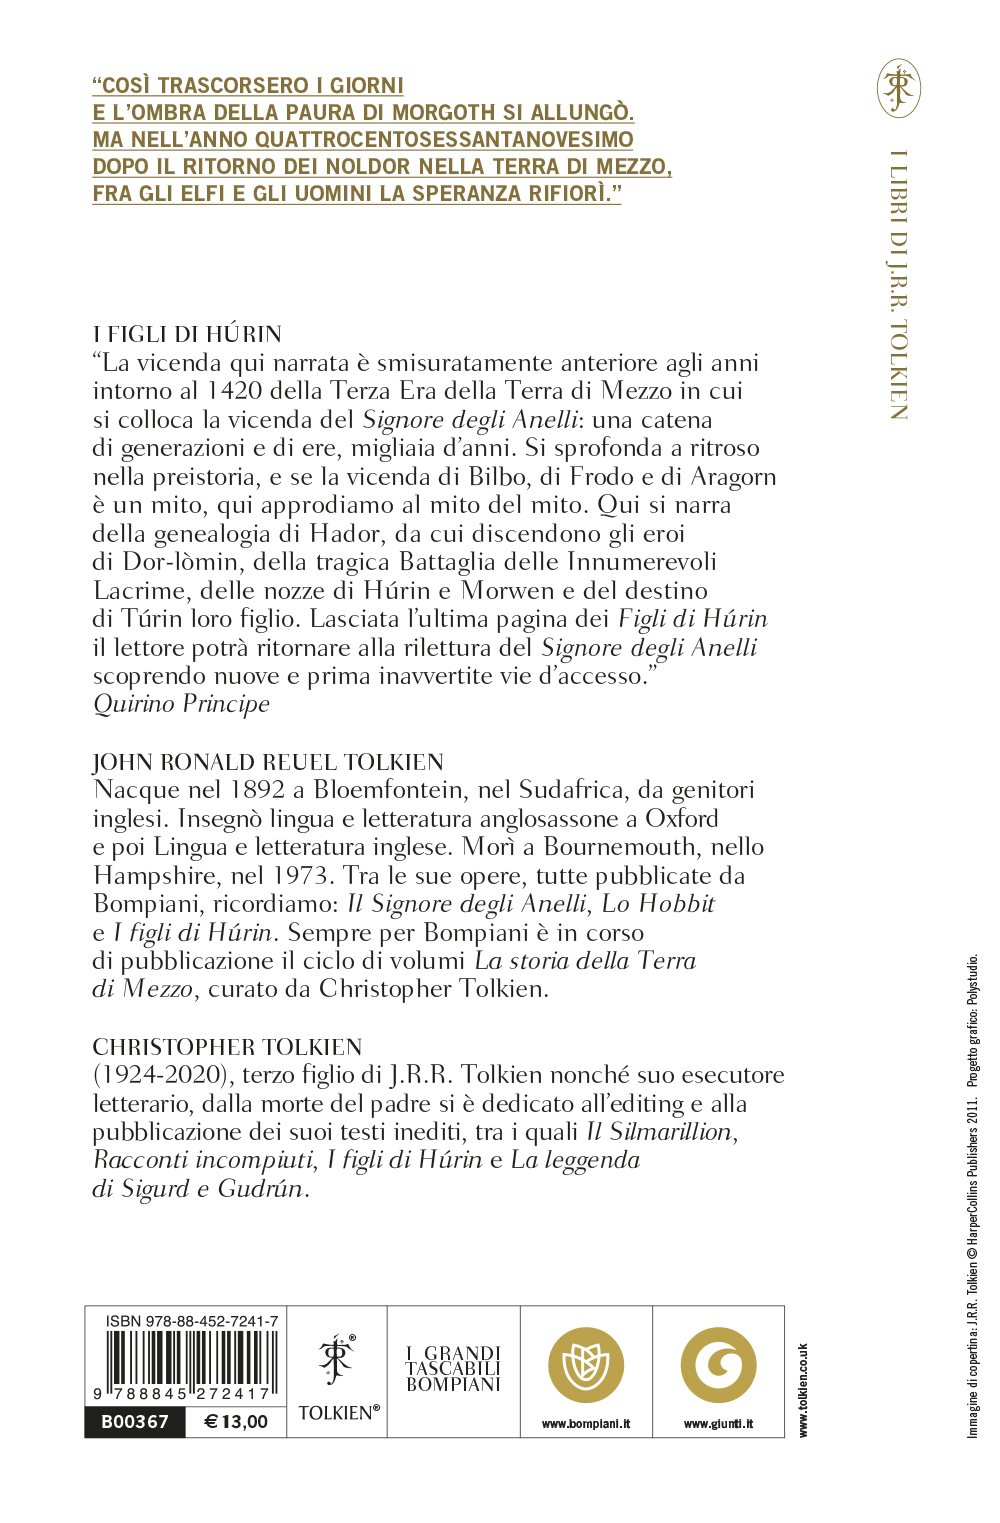 “COSÌ TRASCORSERO I GIORNI
E L’OMBRA DELLA PAURA DI MORGOTH SI ALLUNGÒ.
MA NELL’ANNO QUATTROCENTOSESSANTANOVESIMO
DOPO IL RITORNO DEI NOLDOR NELLA TERRA DI MEZZO,
FRA GLI ELFI E GLI UOMINI LA SPERANZA RIFIORÌ.”
I LIBRI DI J.R.R. TOLKIEN
I FIGLI DI HÚRIN
“La vicenda qui narrata è smisuratamente anteriore agli anni
intorno al 1420 della Terza Era della Terra di Mezzo in cui
si colloca la vicenda del Signore degli Anelli: una catena
di generazioni e di ere, migliaia d’anni. Si sprofonda a ritroso
nella preistoria, e se la vicenda di Bilbo, di Frodo e di Aragorn
è un mito, qui approdiamo al mito del mito. Qui si narra
della genealogia di Hador, da cui discendono gli eroi
di Dor-lòmin, della tragica Battaglia delle Innumerevoli
Lacrime, delle nozze di Húrin e Morwen e del destino
di Túrin loro figlio. Lasciata l’ultima pagina dei Figli di Húrin
il lettore potrà ritornare alla rilettura del Signore degli Anelli
scoprendo nuove e prima inavvertite vie d’accesso.”
Quirino Principe
JOHN RONALD REUEL TOLKIEN
Nacque nel 1892 a Bloemfontein, nel Sudafrica, da genitori
inglesi. Insegnò lingua e letteratura anglosassone a Oxford
e poi Lingua e letteratura inglese. Morì a Bournemouth, nello
Hampshire, nel 1973. Tra le sue opere, tutte pubblicate da
Bompiani, ricordiamo: Il Signore degli Anelli, Lo Hobbit
e I figli di Húrin. Sempre per Bompiani è in corso
di pubblicazione il ciclo di volumi La storia della Terra
di Mezzo, curato da Christopher Tolkien.
CHRISTOPHER TOLKIEN
(1924-2020), terzo figlio di J.R.R. Tolkien nonché suo esecutore
letterario, dalla morte del padre si è dedicato all’editing e alla
pubblicazione dei suoi testi inediti, tra i quali Il Silmarillion,
Racconti incompiuti, I figli di Húrin e La leggenda
di Sigurd e Gudrún.
ISBN 978-88-452-7241-7
9 788845 272417
B00367
€ 13,00
®
TOLKIEN®
I GRANDI
TASCABILI
BOMPIANI
www.bompiani.it
www.giunti.it
www.tolkien.co.uk
Immagine di copertina: J.R.R. Tolkien © HarperCollins Publishers 2011. Progetto grafico: Polystudio.